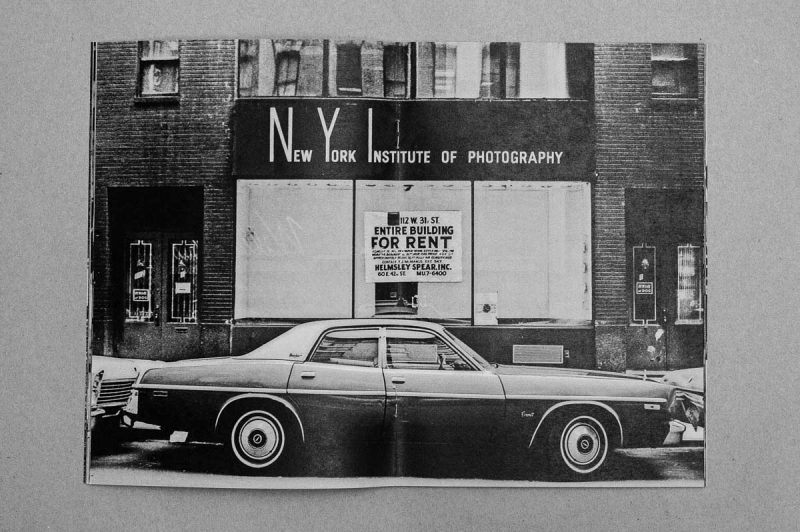 NEW YORK INSTITUTE OF PHOTOGRAPHY
112 W. 31. ST.
ENTIRE BUILDING
FOR RENT
HELMSLEY SPEAR, INC.
60 E. 42. ST. MU.7-6400